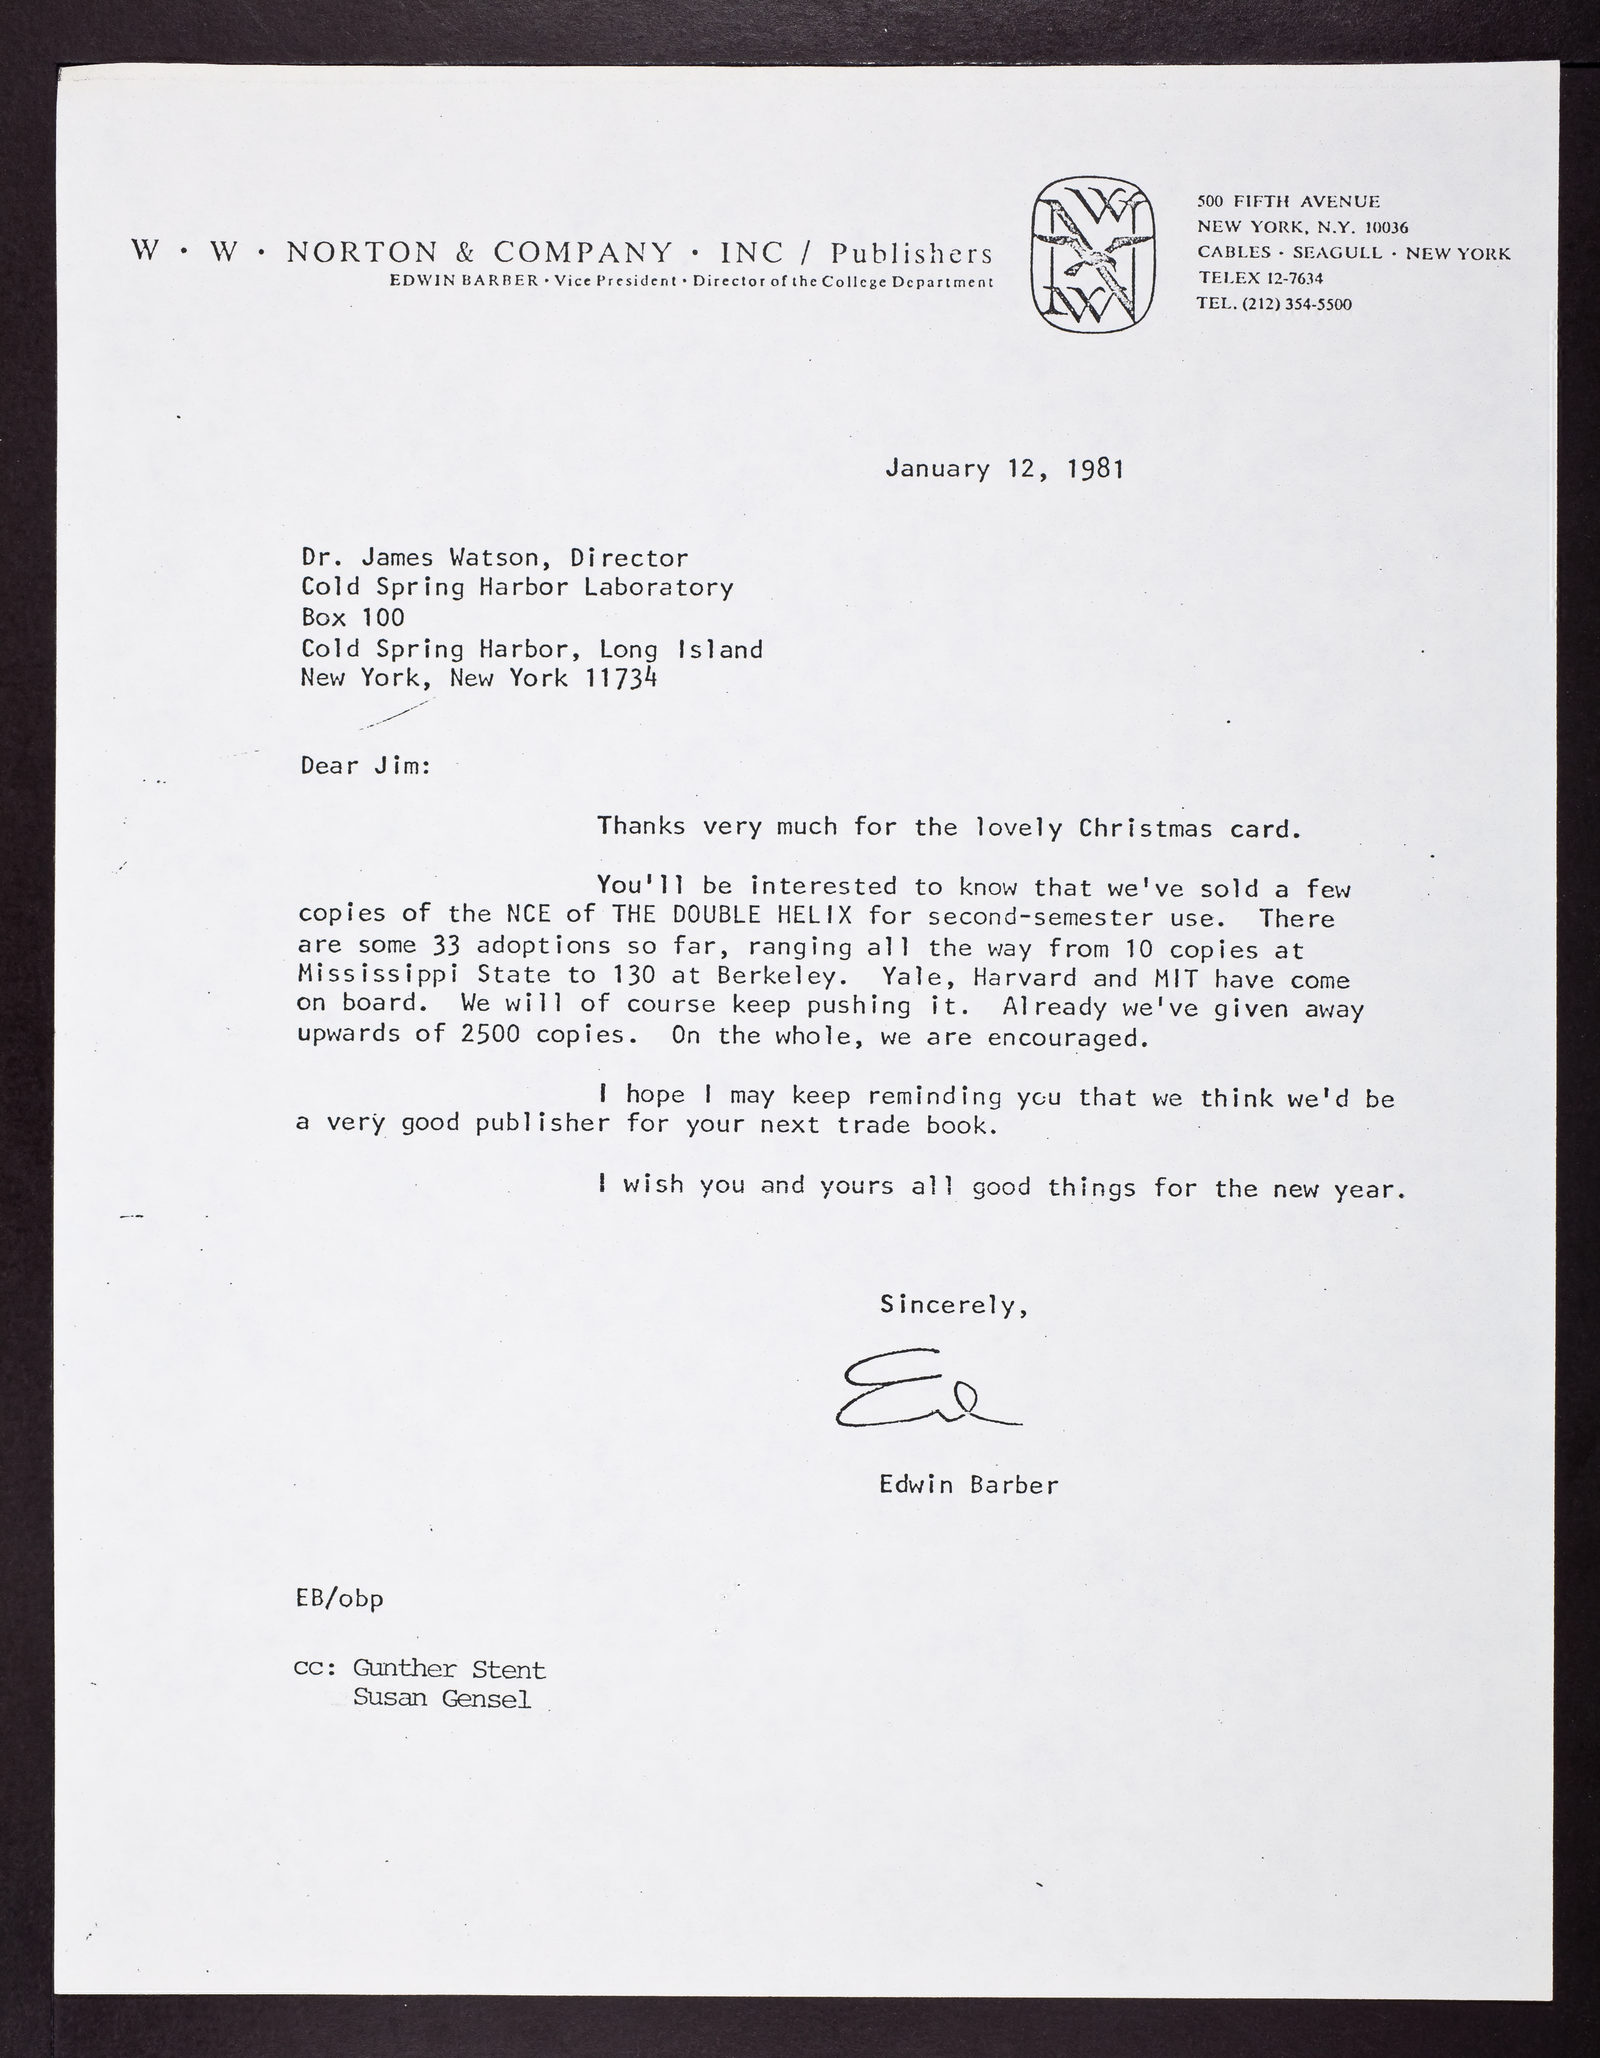 W · W · NORTON & COMPANY · INC / Publishers
EDWIN BARBER · Vice President · Director of the College Department
W W N
500 FIFTH AVENUE
NEW YORK, N.Y. 10036
CABLES · SEAGULL · NEW YORK
TELEX 12-7634
TEL. (212) 354-5500
January 12, 1981
Dr. James Watson, Director
Cold Spring Harbor Laboratory
Box 100
Cold Spring Harbor, Long Island
New York, New York 11734
Dear Jim:
Thanks very much for the lovely Christmas card.
You'll be interested to know that we've sold a few
copies of the NCE of THE DOUBLE HELIX for second-semester use. There
are some 33 adoptions so far, ranging all the way from 10 copies at
Mississippi State to 130 at Berkeley. Yale, Harvard and MIT have come
on board. We will of course keep pushing it. Already we've given away
upwards of 2500 copies. On the whole, we are encouraged.
I hope I may keep reminding you that we think we'd be
a very good publisher for your next trade book.
I wish you and yours all good things for the new year.
Sincerely,
Ed
Edwin Barber
EB/obp
cc: Gunther Stent
Susan Gensel